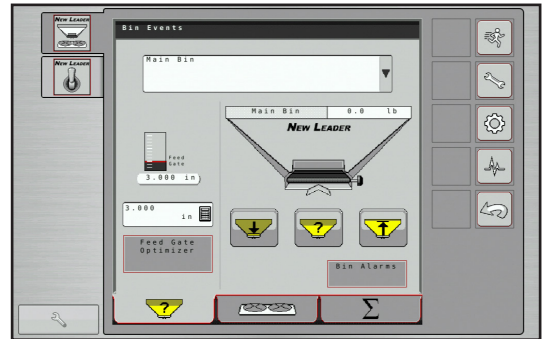 NEW LEADER
NEW LEADER
Bin Events
Main Bin
Main Bin 0.0 lb
NEW LEADER
Feed
Gate
3.000 in
3.000
in
Feed Gate
Optimizer
?
Bin Alarms
?
Σ